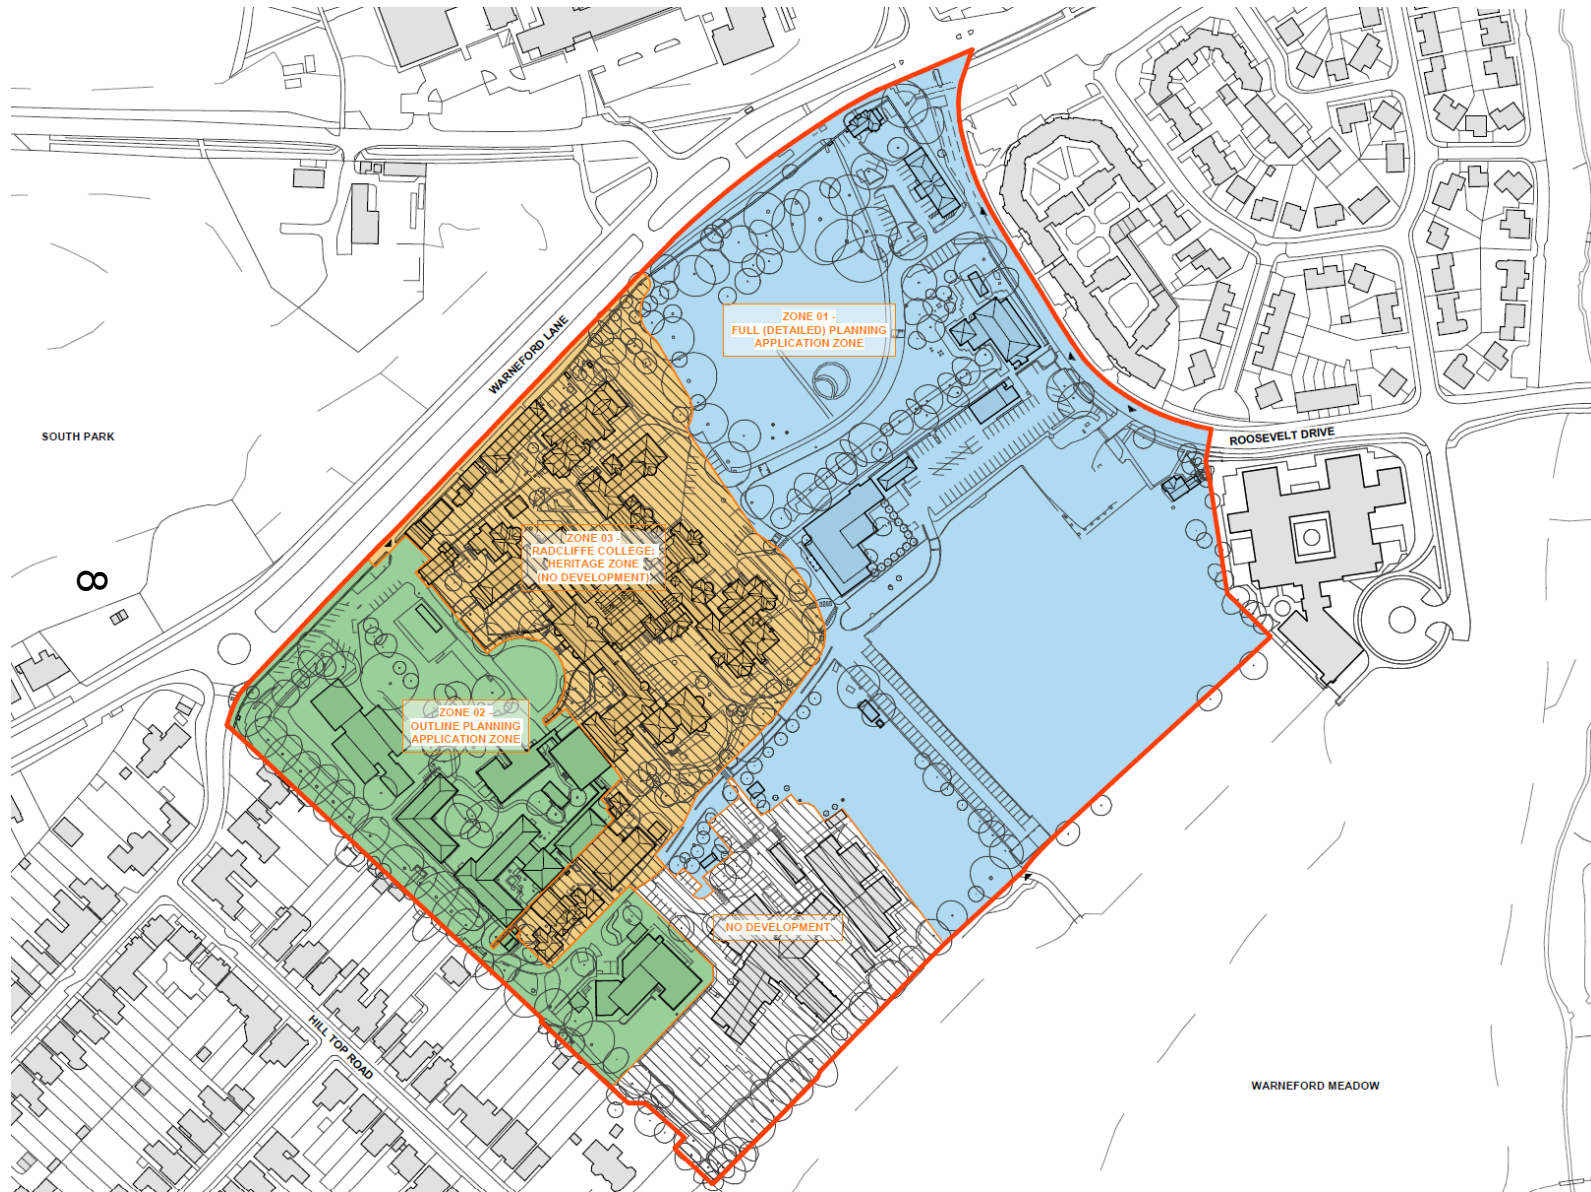 ZONE 01 -
FULL (DETAILED) PLANNING
APPLICATION ZONE
WARNEFORD LANE
SOUTH PARK
ROOSEVELT DRIVE
ZONE 03 -
RADCLIFFE COLLEGE:
HERITAGE ZONE
(NO DEVELOPMENT)
8
ZONE 02 -
OUTLINE PLANNING
APPLICATION ZONE
NO DEVELOPMENT
HILL TOP ROAD
WARNEFORD MEADOW